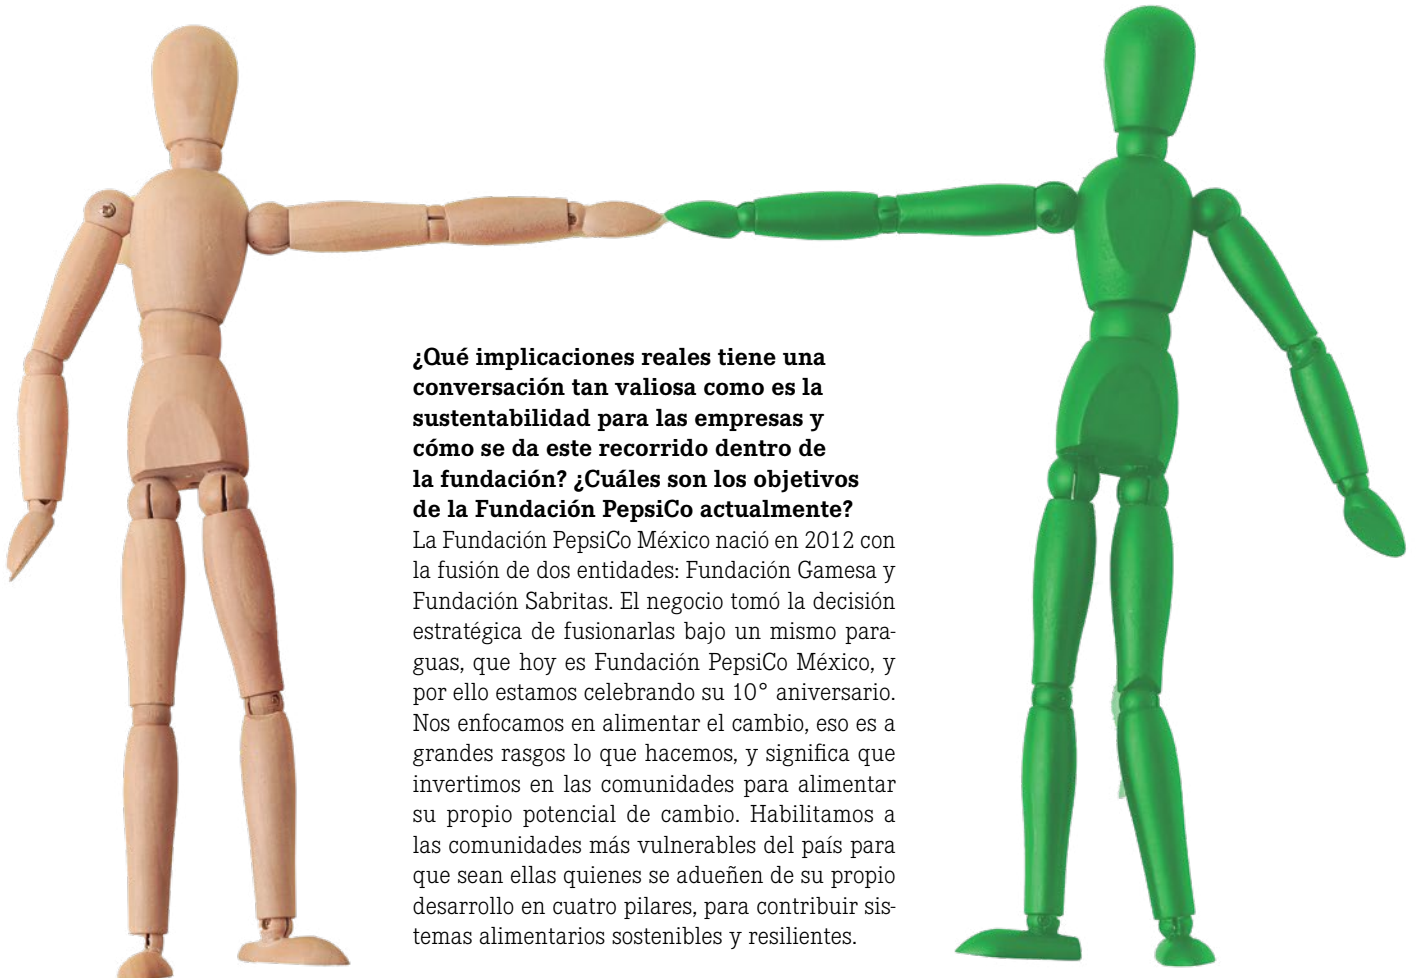 ¿Qué implicaciones reales tiene una
conversación tan valiosa como es la
sustentabilidad para las empresas y
cómo se da este recorrido dentro de
la fundación? ¿Cuáles son los objetivos
de la Fundación PepsiCo actualmente?
La Fundación PepsiCo México nació en 2012 con
la fusión de dos entidades: Fundación Gamesa y
Fundación Sabritas. El negocio tomó la decisión
estratégica de fusionarlas bajo un mismo para-
guas, que hoy es Fundación PepsiCo México, y
por ello estamos celebrando su 10° aniversario.
Nos enfocamos en alimentar el cambio, eso es a
grandes rasgos lo que hacemos, y significa que
invertimos en las comunidades para alimentar
su propio potencial de cambio. Habilitamos a
las comunidades más vulnerables del país para
que sean ellas quienes se adueñen de su propio
desarrollo en cuatro pilares, para contribuir sis-
temas alimentarios sostenibles y resilientes.